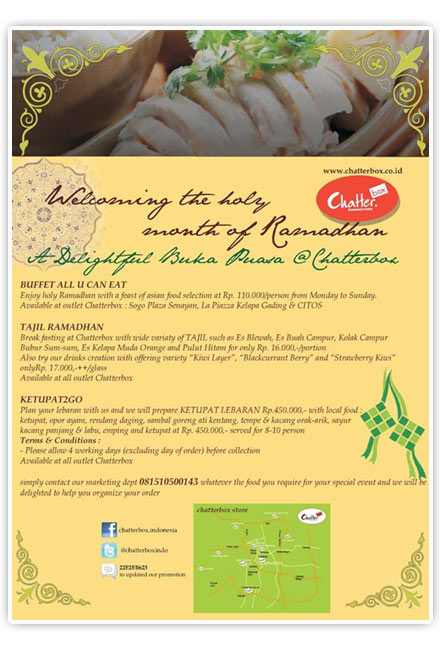 www.chatterbox.co.id
Chatter box
Welcoming the holy
month of Ramadhan
A Delightful Buka Puasa @Chatterbox
BUFFET ALL U CAN EAT
Enjoy holy Ramadhan with a feast of asian food selection at Rp. 110.000/person from Monday to Sunday.
Available at outlet Chatterbox : Sogo Plaza Senayan, La Piazza Kelapa Gading & CITOS
TAJIL RAMADHAN
Break fasting at Chatterbox with wide variaty of TAJIL such as Es Blewah, Es Buah Campur, Kolak Campur
Bubur Sum-sum, Es Kelapa Muda Orange and Pulut Hitam for only Rp. 16.000,-/portion
Also try our drinks creation with offering variety "Kiwi Layer", "Blackcurrant Berry" and "Strawberry Kiwi"
onlyRp. 17.000,-++/glass
Available at all outlet Chatterbox
KETUPAT2GO
Plan your lebaran with us and we will prepare KETUPAT LEBARAN Rp.450.000,- with local food :
ketupat, opor ayam, rendang daging, sambal goreng ati kentang, tempe & kacang orak-arik, sayur
kacang panjang & labu, emping and ketupat at Rp. 450.000,- served for 8-10 person
Terms & Conditions :
- Please allow 4 working days (excluding day of order) before collection
Available at all outlet Chatterbox
simply contact our marketing dept 081510500143 whatever the food you require for your special event and we will be
delighted to help you organize your order
chatterbox.indonesia
@chatterboxindo
22E2E623
to updated our promotion
chatterbox store
Chatter box